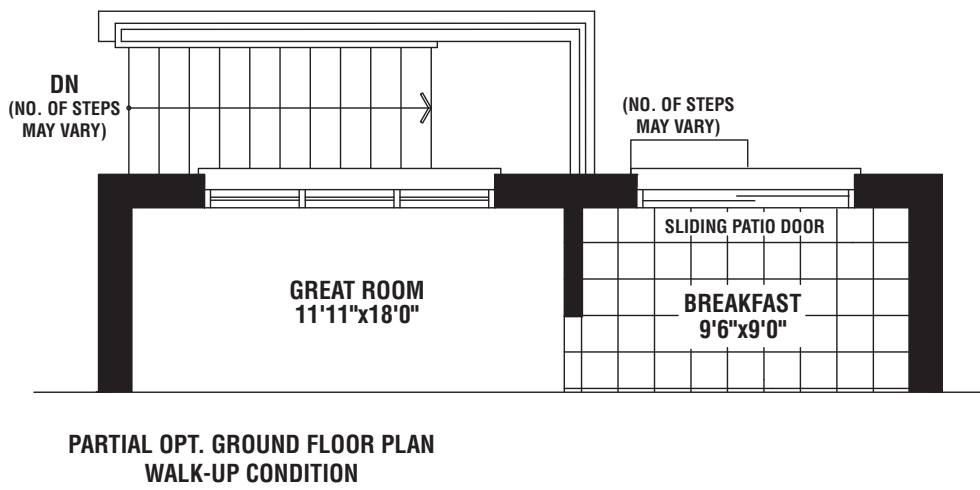 DN
(NO. OF STEPS
MAY VARY)
(NO. OF STEPS
MAY VARY)
SLIDING PATIO DOOR
GREAT ROOM
11'11"x18'0"
BREAKFAST
9'6"x9'0"
PARTIAL OPT. GROUND FLOOR PLAN
WALK-UP CONDITION